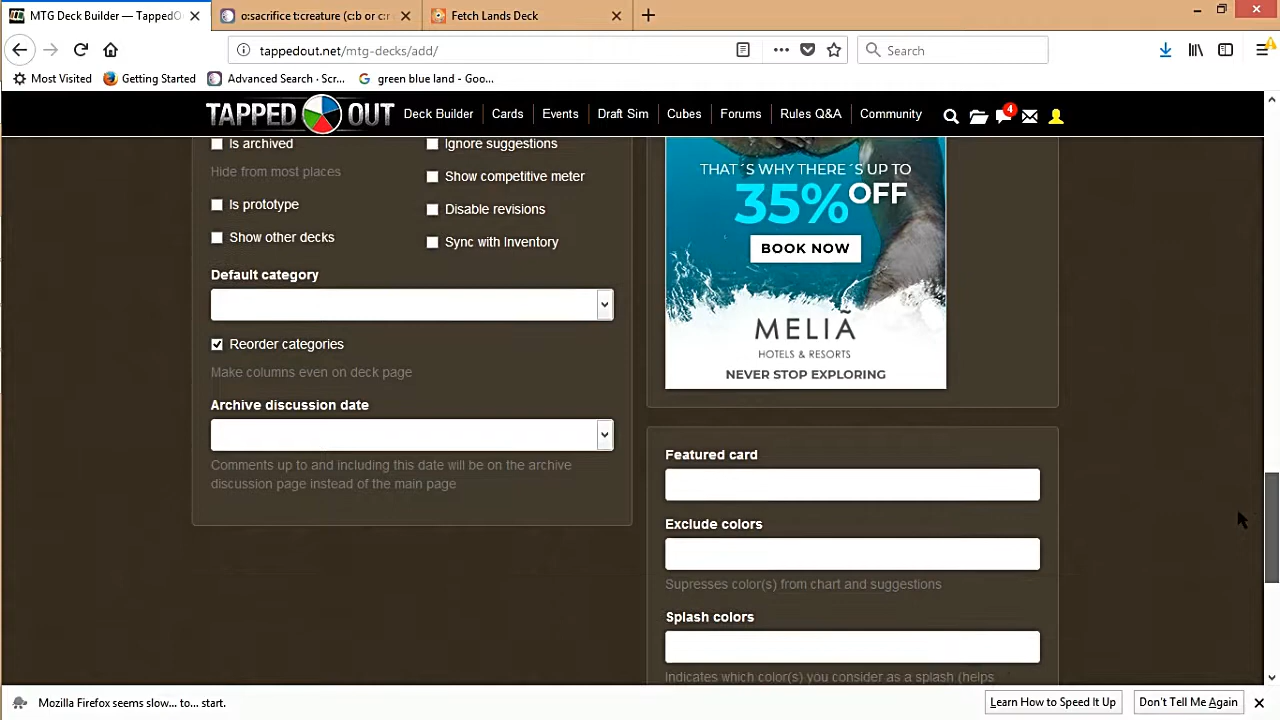 MTG Deck Builder — TappedO
o:sacrifice t:creature (c:b or c:r
Fetch Lands Deck
tappedout.net/mtg-decks/add/
Search
Most Visited
Getting Started
Advanced Search · Scr...
green blue land - Goo...
TAPPED OUT
Deck Builder
Cards
Events
Draft Sim
Cubes
Forums
Rules Q&A
Community
4
Is archived
Hide from most places
Is prototype
Show other decks
Ignore suggestions
Show competitive meter
Disable revisions
Sync with Inventory
Default category
Reorder categories
Make columns even on deck page
Archive discussion date
Comments up to and including this date will be on the archive
discussion page instead of the main page
THAT´S WHY THERE´S UP TO
35% OFF
BOOK NOW
MELIÃ
HOTELS & RESORTS
NEVER STOP EXPLORING
Featured card
Exclude colors
Supresses color(s) from chart and suggestions
Splash colors
Indicates which color(s) you consider as a splash (helps
Mozilla Firefox seems slow... to... start.
Learn How to Speed It Up
Don't Tell Me Again